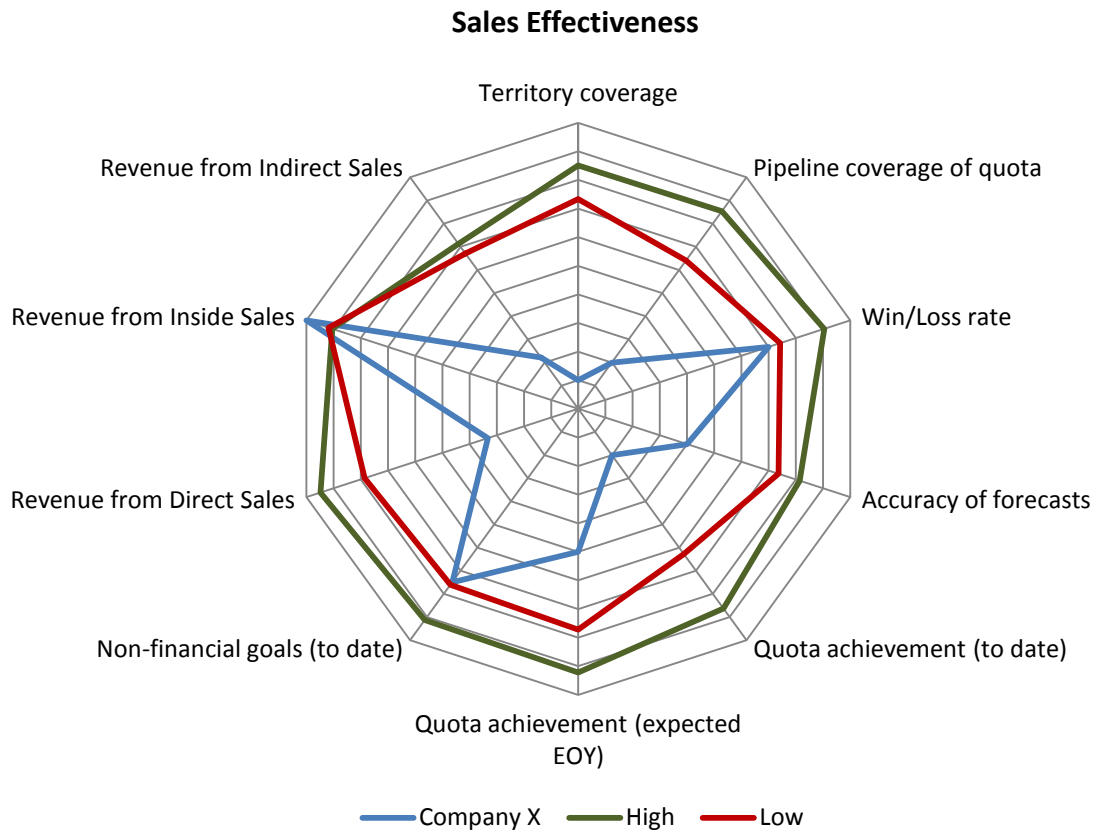 Sales Effectiveness
Territory coverage
Pipeline coverage of quota
Win/Loss rate
Accuracy of forecasts
Quota achievement (to date)
Quota achievement (expected
EOY)
Non-financial goals (to date)
Revenue from Direct Sales
Revenue from Inside Sales
Revenue from Indirect Sales
Company X
High
Low